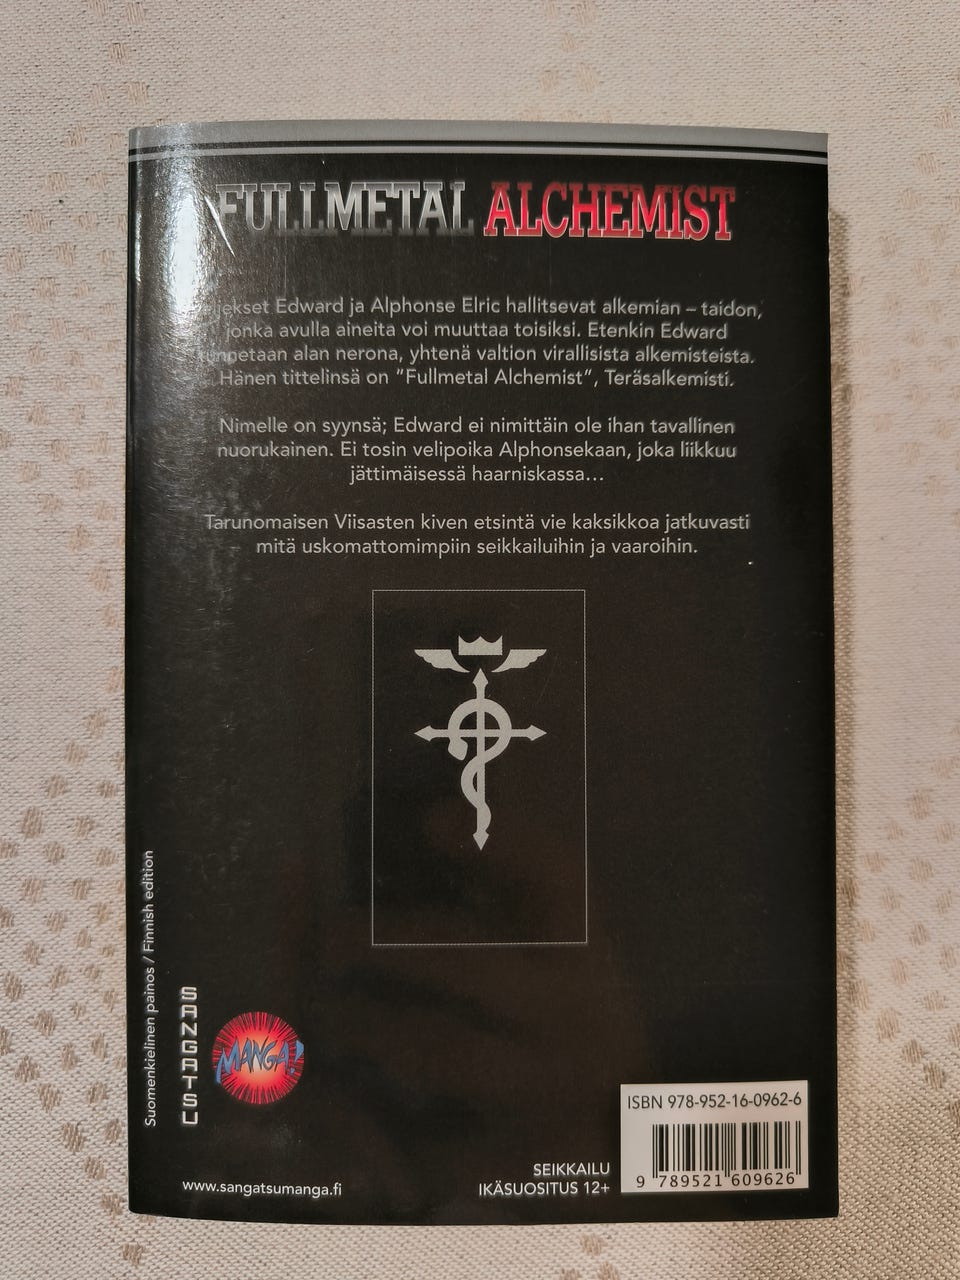 FULLMETAL ALCHEMIST
Edward ja Alphonse Elric hallitsevat alkemian – taidon,
jonka avulla aineita voi muuttaa toisiksi. Etenkin Edward
tunnetaan alan nerona, yhtenä valtion virallisista alkemisteista.
Hänen tittelinsä on ”Fullmetal Alchemist”, Teräsalkemisti.
Nimelle on syynsä; Edward ei nimittäin ole ihan tavallinen
nuorukainen. Ei tosin velipoika Alphonsekaan, joka liikkuu
jättimäisessä haarniskassa...
Tarunomaisen Viisasten kiven etsintä vie kaksikkoa jatkuvasti
mitä uskomattomimpiin seikkailuihin ja vaaroihin.
Suomenkielinen painos / Finnish edition
SANGATSU
MANGA!
www.sangatsumanga.fi
SEIKKAILU
IKÄSUOSITUS 12+
ISBN 978-952-16-0962-6
9 789521 609626